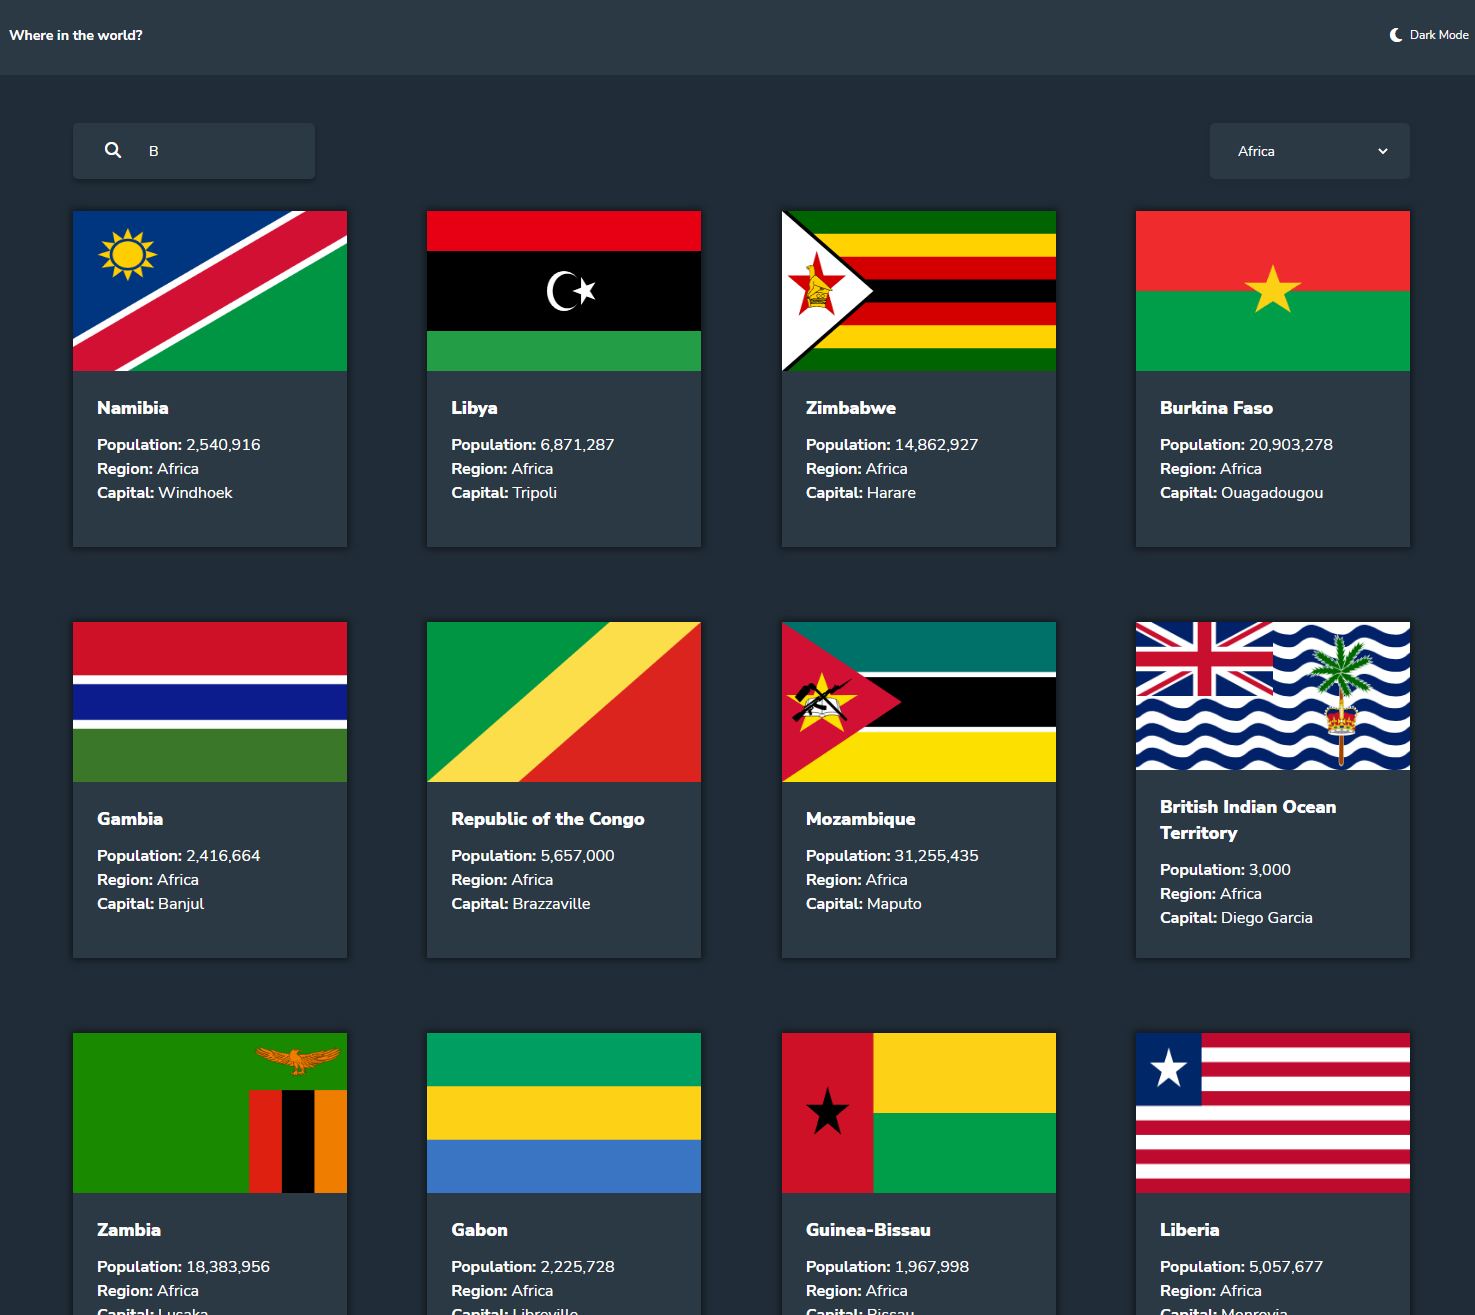 Where in the world?
Dark Mode
B
Africa
Namibia
Population: 2,540,916
Region: Africa
Capital: Windhoek
Libya
Population: 6,871,287
Region: Africa
Capital: Tripoli
Zimbabwe
Population: 14,862,927
Region: Africa
Capital: Harare
Burkina Faso
Population: 20,903,278
Region: Africa
Capital: Ouagadougou
Gambia
Population: 2,416,664
Region: Africa
Capital: Banjul
Republic of the Congo
Population: 5,657,000
Region: Africa
Capital: Brazzaville
Mozambique
Population: 31,255,435
Region: Africa
Capital: Maputo
British Indian Ocean
Territory
Population: 3,000
Region: Africa
Capital: Diego Garcia
Zambia
Population: 18,383,956
Region: Africa
Capital: Lusaka
Gabon
Population: 2,225,728
Region: Africa
Capital: Libreville
Guinea-Bissau
Population: 1,967,998
Region: Africa
Capital: Bissau
Liberia
Population: 5,057,677
Region: Africa
Capital: Monrovia